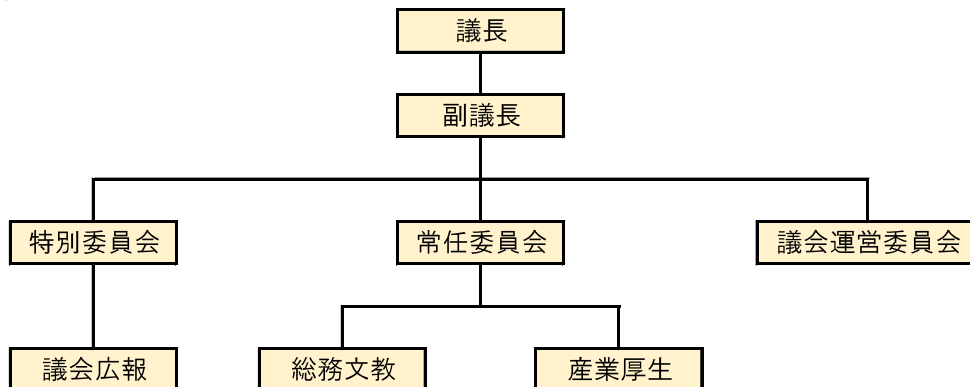 議長
副議長
特別委員会
常任委員会
議会運営委員会
議会広報
総務文教
産業厚生